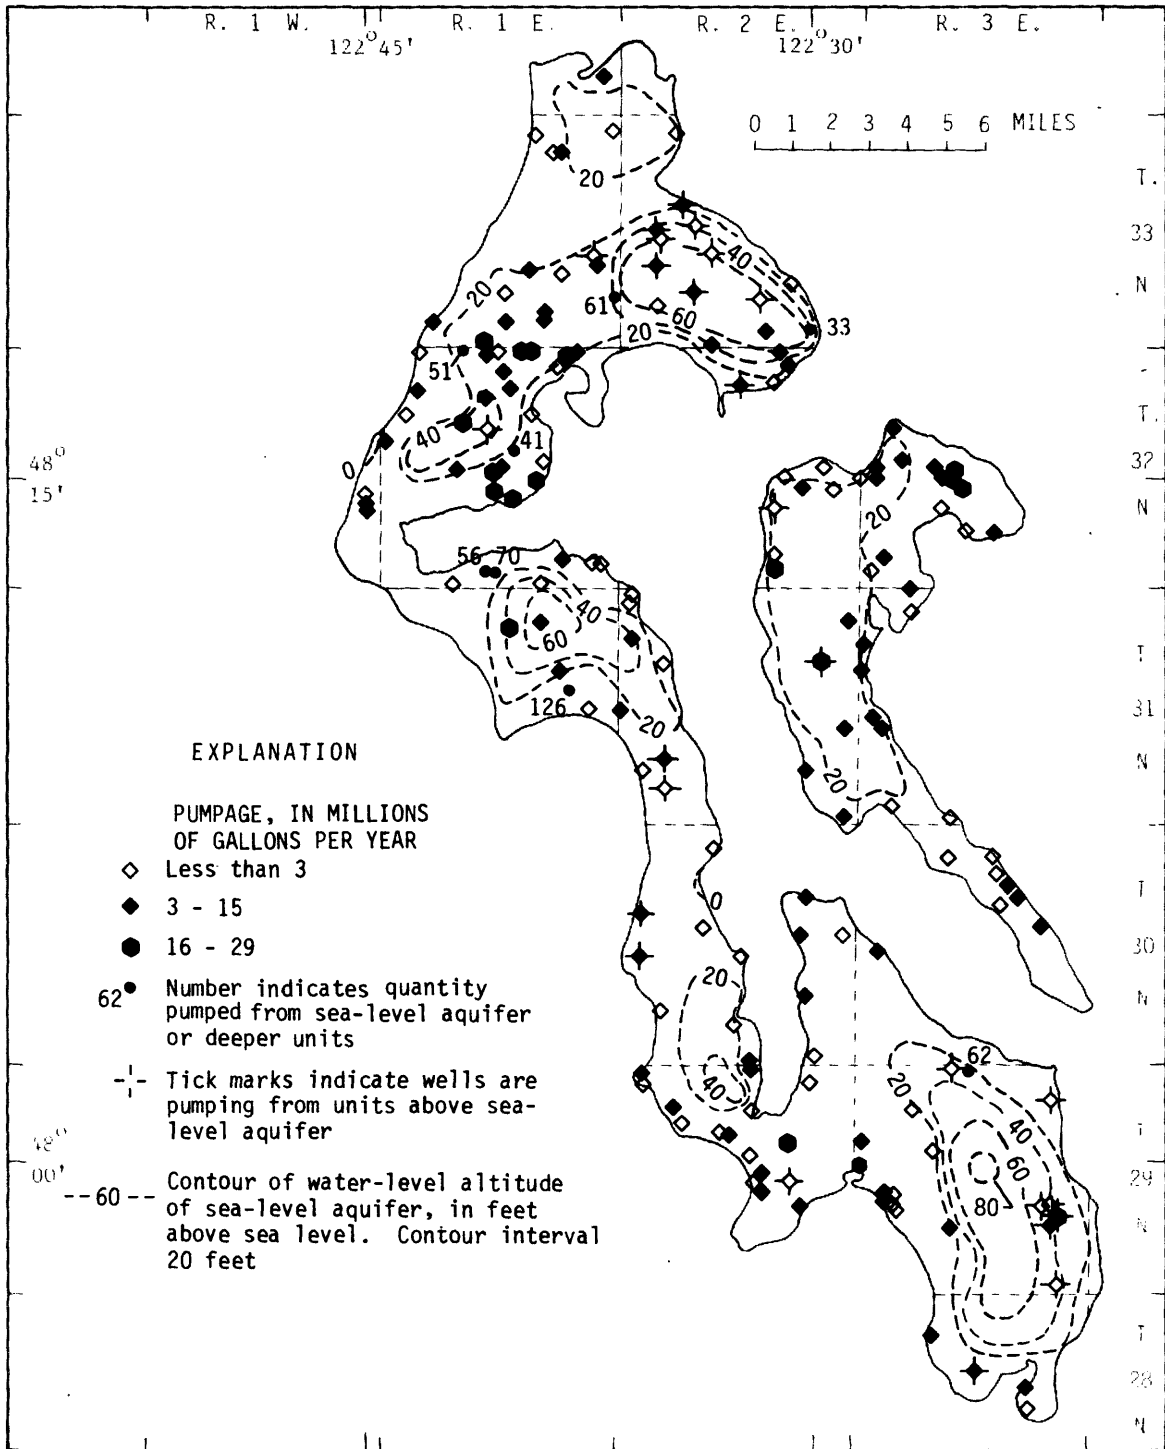 R. 1 W. R. 1 E. R. 2 E. R. 3 E.
122° 45' 122° 30'
0 1 2 3 4 5 6 MILES
T.
33
N
20
40
20
61
60
33
20
51
40
41
0
48°
15'
T.
32
N
20
56 70
40
60
126
20
20
T
31
N
EXPLANATION
PUMPAGE, IN MILLIONS
OF GALLONS PER YEAR
Less than 3
3 - 15
16 - 29
62 Number indicates quantity
pumped from sea-level aquifer
or deeper units
Tick marks indicate wells are
pumping from units above sea-
level aquifer
--60-- Contour of water-level altitude
of sea-level aquifer, in feet
above sea level. Contour interval
20 feet
0
T
30
N
20
40
62
20
40
60
80
48°
00'
T
29
N
T
28
N